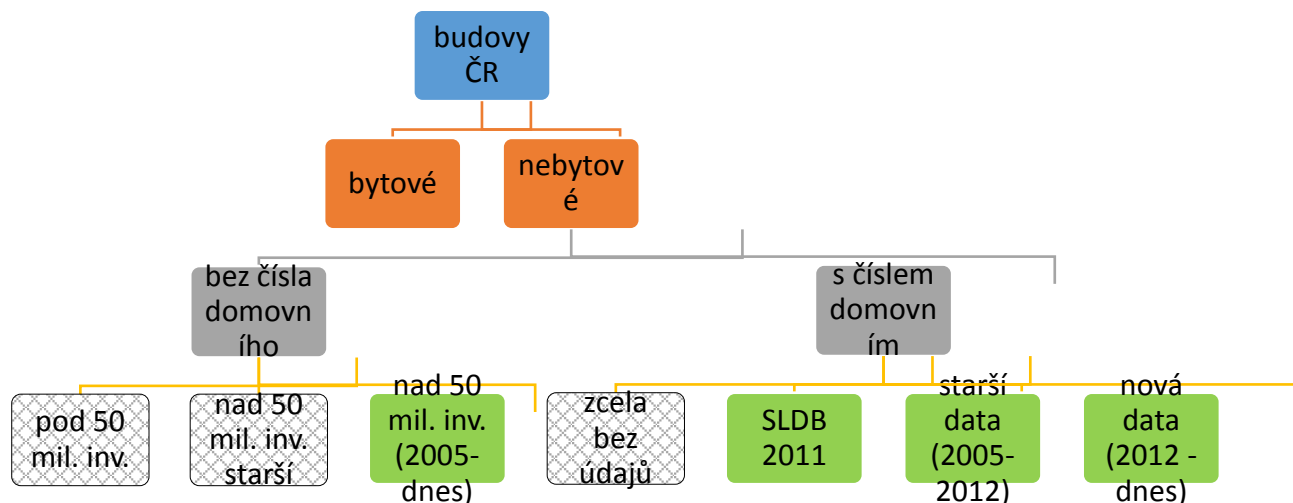 budovy
ČR
bytové
nebytov
é
bez čísla
domovn
ího
s číslem
domovn
ím
pod 50
mil. inv.
nad 50
mil. inv.
starší
nad 50
mil. inv.
(2005-
dnes)
zcela
bez
údajů
SLDB
2011
starší
data
(2005-
2012)
nová
data
(2012 -
dnes)